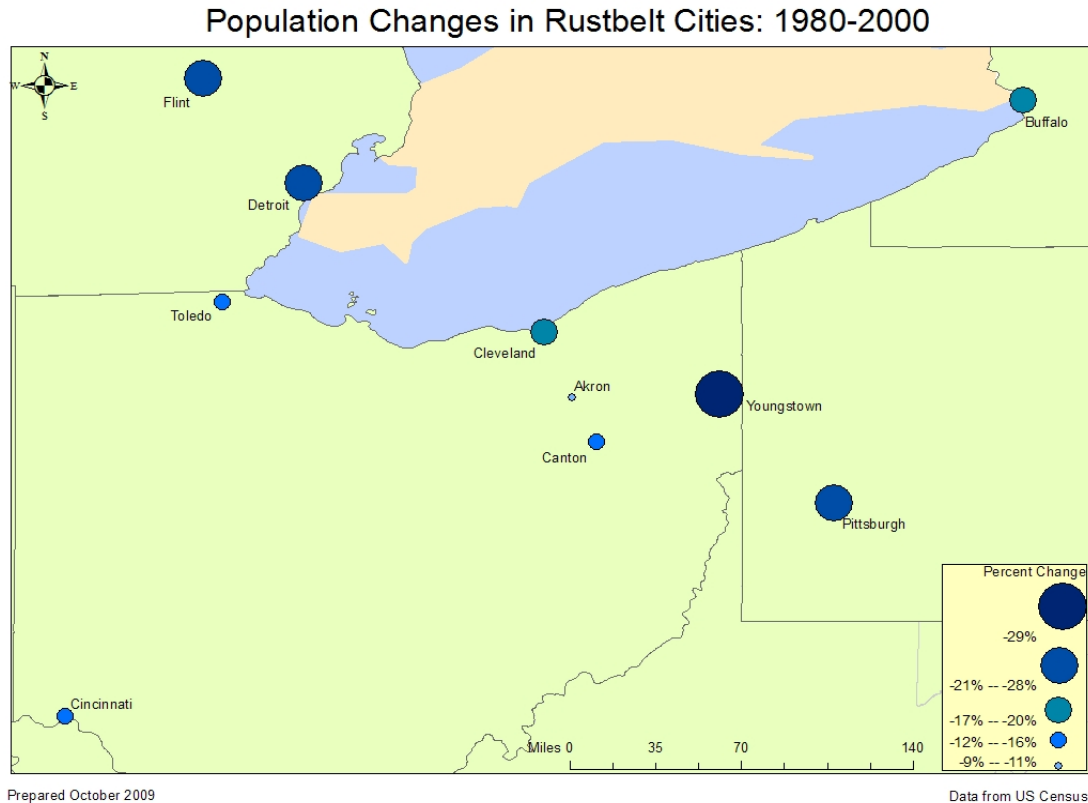 Population Changes in Rustbelt Cities: 1980-2000
N
W E
S
Flint
Buffalo
Detroit
Toledo
Cleveland
Akron
Youngstown
Canton
Pittsburgh
Cincinnati
Percent Change
-29%
-21% -- -28%
-17% -- -20%
-12% -- -16%
-9% -- -11%
Miles 0 35 70 140
Prepared October 2009
Data from US Census